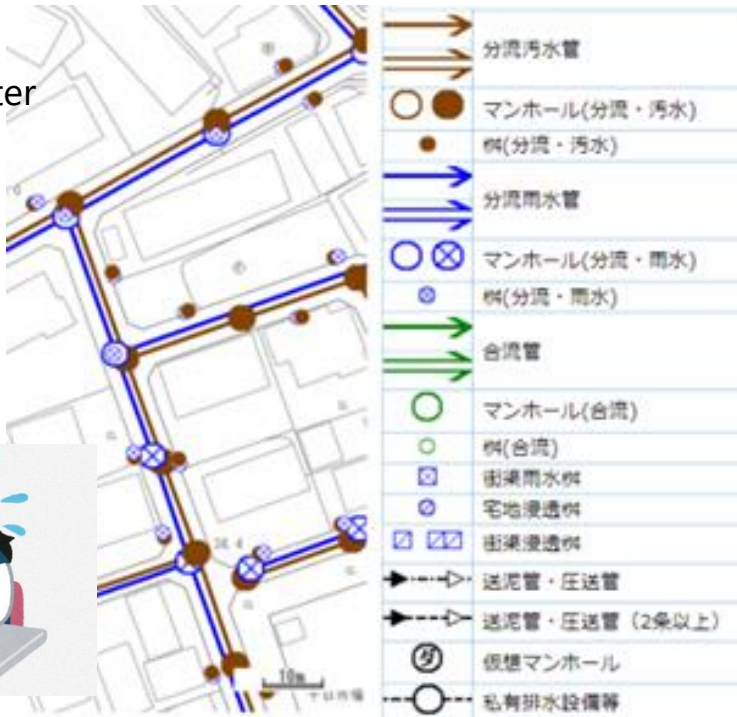 ter
分流汚水管
マンホール(分流・汚水)
桝(分流・汚水)
分流雨水管
マンホール(分流・雨水)
桝(分流・雨水)
合流管
マンホール(合流)
桝(合流)
街渠雨水桝
宅地浸透桝
街渠浸透桝
送泥管・圧送管
送泥管・圧送管（2条以上）
ダ
仮想マンホール
私有排水設備等
10m